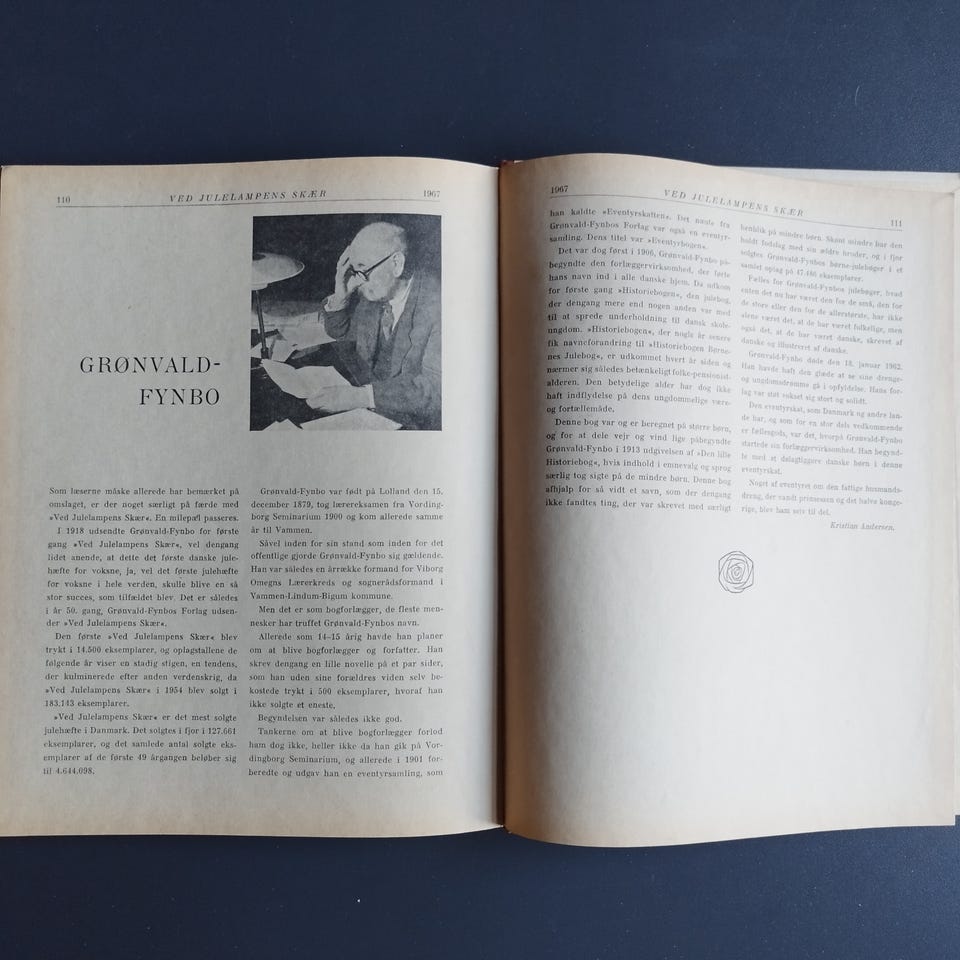 110
VED JULELAMPENS SKÆR
1967
GRØNVALD-
FYNBO
Som læserne måske allerede har bemærket på
omslaget, er der noget særligt på færde med
»Ved Julelampens Skær«. En milepæl passeres.
I 1918 udsendte Grønvald-Fynbo for første
gang »Ved Julelampens Skær«, vel dengang
lidet anende, at dette det første danske jule-
hæfte for voksne, ja, vel det første julehæfte
for voksne i hele verden, skulle blive en så
stor succes, som tilfældet blev. Det er således
i år 50. gang, Grønvald-Fynbos Forlag udsen-
der »Ved Julelampens Skær«.
Den første »Ved Julelampens Skær« blev
trykt i 14.500 eksemplarer, og oplagstallene de
følgende år viser en stadig stigen, en tendens,
der kulminerede efter anden verdenskrig, da
»Ved Julelampens Skær« i 1954 blev solgt i
183.143 eksemplarer.
»Ved Julelampens Skær« er det mest solgte
julehæfte i Danmark. Det solgtes i fjor i 127.661
eksemplarer, og det samlede antal solgte eks-
emplarer af de første 49 årgangen beløber sig
til 4.644.098.
Grønvald-Fynbo var født på Lolland den 15.
december 1879, tog lærereksamen fra Vording-
borg Seminarium 1900 og kom allerede samme
år til Vammen.
Såvel inden for sin stand som inden for det
offentlige gjorde Grønvald-Fynbo sig gældende.
Han var således en årrække formand for Viborg
Omegns Lærerkreds og sognerådsformand i
Vammen-Lindum-Bigum kommune.
Men det er som bogforlægger, de fleste men-
nesker har truffet Grønvald-Fynbos navn.
Allerede som 14-15 årig havde han planer
om at blive bogforlægger og forfatter. Han
skrev dengang en lille novelle på et par sider,
som han uden sine forældres viden selv be-
kostede trykt i 500 eksemplarer, hvoraf han
ikke solgte et eneste.
Begyndelsen var således ikke god.
Tankerne om at blive bogforlægger forlod
ham dog ikke, heller ikke da han gik på Vor-
dingborg Seminarium, og allerede i 1901 for-
beredte og udgav han en eventyrsamling, som
1967
VED JULELAMPENS SKÆR
111
han kaldte »Eventyrskatten«. Det næste fra
Grønvald-Fynbos Forlag var også en eventyr-
samling. Dens titel var »Eventyrbogen«.
Det var dog først i 1906, Grønvald-Fynbo på-
begyndte den forlæggervirksomhed, der førte
hans navn ind i alle danske hjem. Da udkom
for første gang »Historiebogen«, den julebog,
der dengang mere end nogen anden var med
til at sprede underholdning til dansk skole-
ungdom. »Historiebogen«, der nogle år senere
fik navneforundring til »Historiebogen Børne-
nes Julebog«, er udkommet hvert år siden og
nærmer sig således betænkeligt folke-pensionist-
alderen. Den betydelige alder har dog ikke
haft indflydelse på dens ungdommelige være-
og fortællemåde.
Denne bog var og er beregnet på større børn,
og for at dele vejr og vind lige påbegyndte
Grønvald-Fynbo i 1913 udgivelsen af »Den lille
Historiebog«, hvis indhold i emnevalg og sprog
særlig tog sigte på de mindre børn. Denne bog
afhjalp for så vidt et savn, som der dengang
ikke fandtes ting, der var skrevet med særligt
henblik på mindre børn. Skønt mindre har den
holdt fodslag med sin ældre broder, og i fjor
solgtes Grønvald-Fynbos børne-julebøger i et
samlet oplag på 47.486 eksemplarer.
Fælles for Grønvald-Fynbos julebøger, hvad
enten det nu har været den for de små, den for
de store eller den for de allerstørste, har ikke
alene været det, at de har været folkelige, men
også det, at de har været danske, skrevet af
danske og illustreret af danske.
Grønvald-Fynbo døde den 18. januar 1962.
Han havde haft den glæde at se sine drenge-
og ungdomsdrømme gå i opfyldelse. Hans for-
lag var støt vokset sig stort og solidt.
Den eventyrskat, som Danmark og andre lan-
de har, og som for en stor dels vedkommende
er fælleseje, var det, hvorpå Grønvald-Fynbo
startede sin forlæggervirksomhed. Han begynd-
te med at delagtiggøre danske børn i denne
eventyrskat.
Noget af eventyret om den fattige husmands-
dreng, der vandt prinsessen og det halve konge-
rige, blev ham selv til del.
Kristian Andersen.